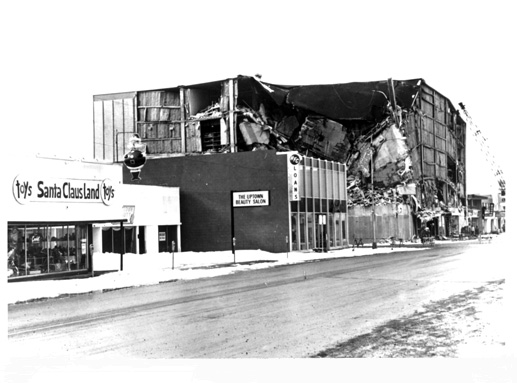 TOYS
Santa Claus Land
TOYS
THE UPTOWN
BEAUTY SALON
LOANS